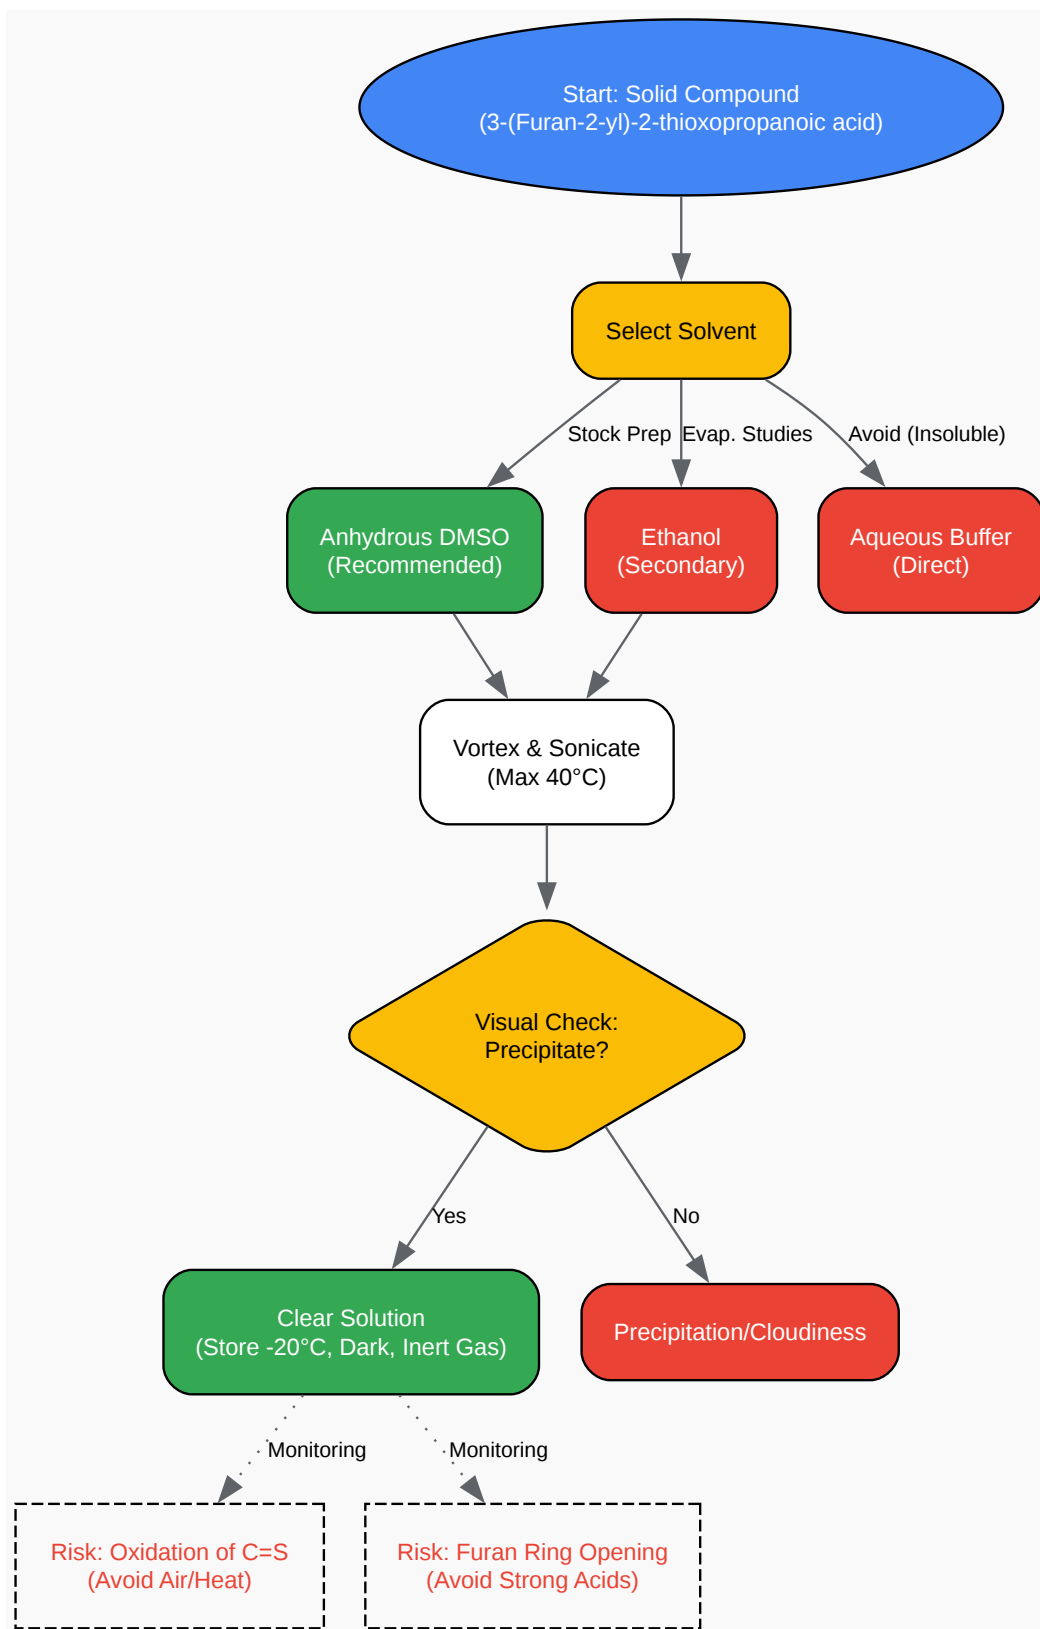 Start: Solid Compound
(3-(Furan-2-yl)-2-thioxopropanoic acid)
Select Solvent
Stock Prep
Evap. Studies
Avoid (Insoluble)
Anhydrous DMSO
(Recommended)
Ethanol
(Secondary)
Aqueous Buffer
(Direct)
Vortex & Sonicate
(Max 40°C)
Visual Check:
Precipitate?
Yes
No
Clear Solution
(Store -20°C, Dark, Inert Gas)
Precipitation/Cloudiness
Monitoring
Monitoring
Risk: Oxidation of C=S
(Avoid Air/Heat)
Risk: Furan Ring Opening
(Avoid Strong Acids)